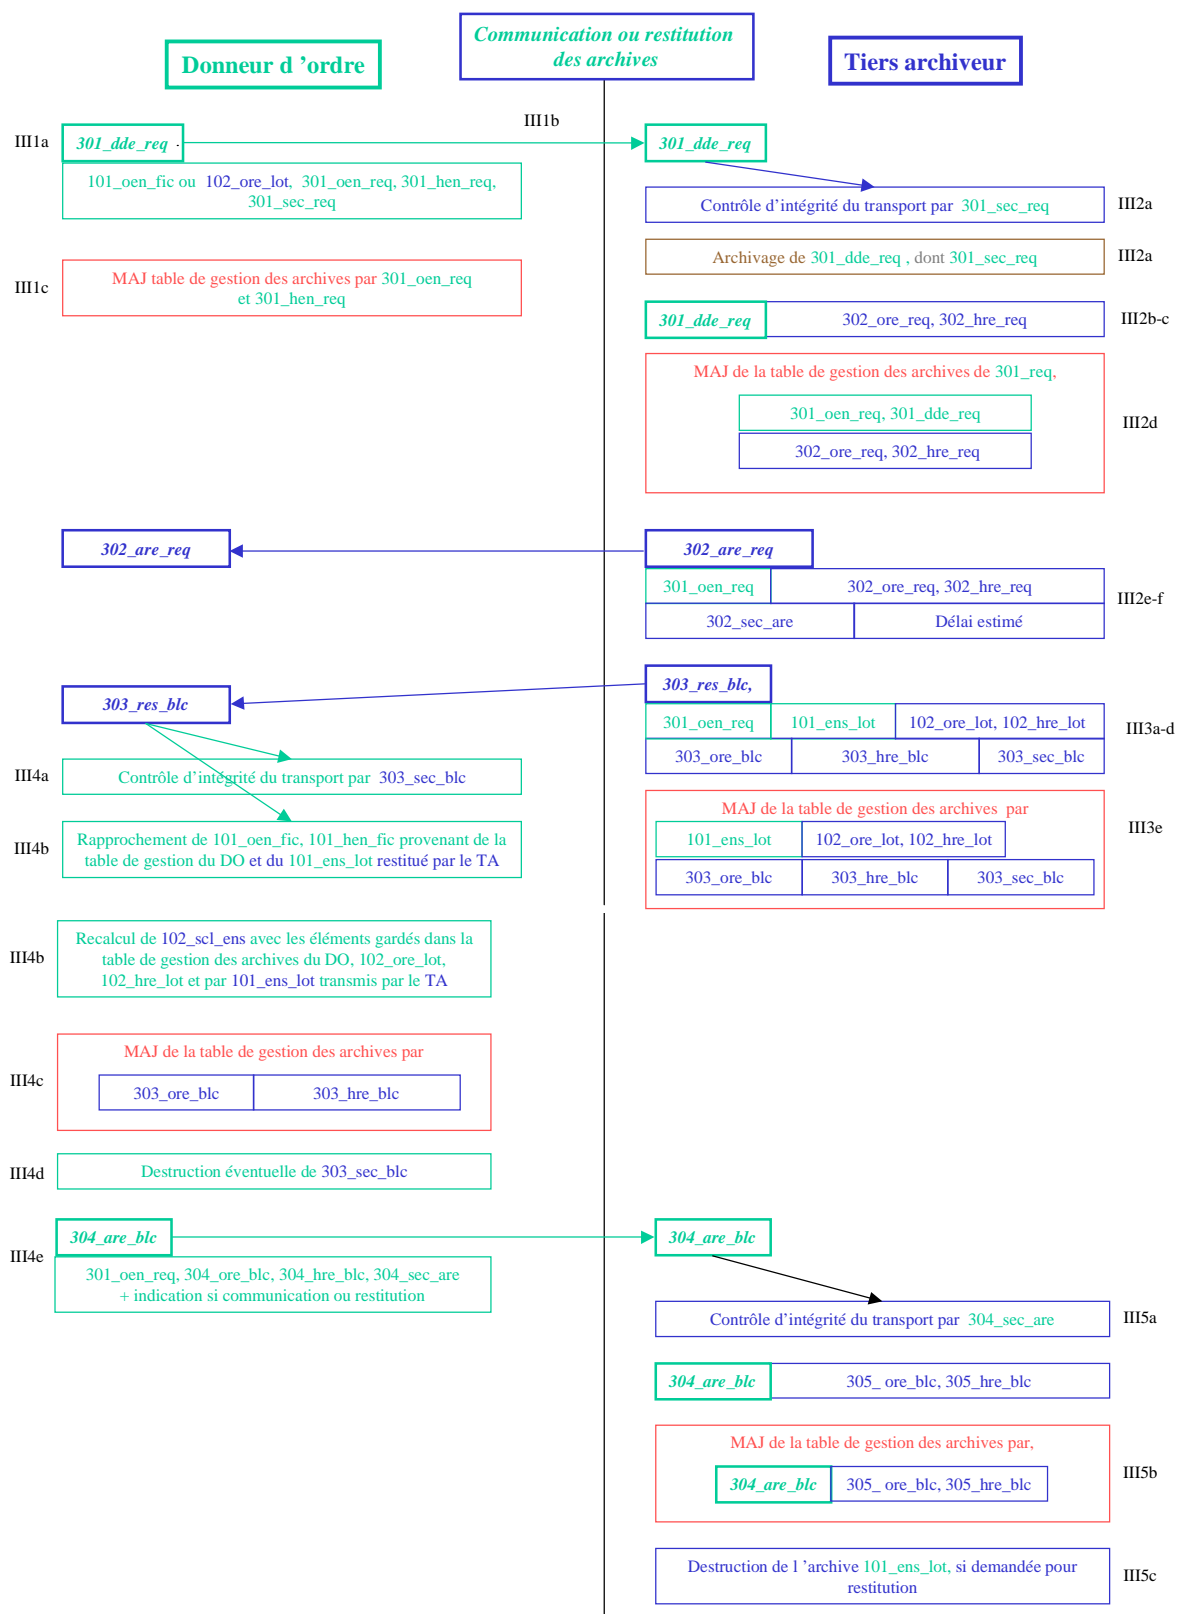 Communication ou restitution
des archives
Donneur d ’ordre
Tiers archiveur
III1a
301_dde_req .
III1b
301_dde_req
101_oen_fic ou 102_ore_lot, 301_oen_req, 301_hen_req,
301_sec_req
Contrôle d’intégrité du transport par 301_sec_req
III2a
Archivage de 301_dde_req , dont 301_sec_req
III2a
III1c
MAJ table de gestion des archives par 301_oen_req
et 301_hen_req
301_dde_req
302_ore_req, 302_hre_req
III2b-c
MAJ de la table de gestion des archives de 301_req,
301_oen_req, 301_dde_req
302_ore_req, 302_hre_req
III2d
302_are_req
302_are_req
301_oen_req
302_ore_req, 302_hre_req
302_sec_are
Délai estimé
III2e-f
303_res_blc
303_res_blc,
301_oen_req
101_ens_lot
102_ore_lot, 102_hre_lot
303_ore_blc
303_hre_blc
303_sec_blc
III3a-d
III4a
Contrôle d’intégrité du transport par 303_sec_blc
MAJ de la table de gestion des archives par
101_ens_lot
102_ore_lot, 102_hre_lot
303_ore_blc
303_hre_blc
303_sec_blc
III3e
III4b
Rapprochement de 101_oen_fic, 101_hen_fic provenant de la
table de gestion du DO et du 101_ens_lot restitué par le TA
III4b
Recalcul de 102_scl_ens avec les éléments gardés dans la
table de gestion des archives du DO, 102_ore_lot,
102_hre_lot et par 101_ens_lot transmis par le TA
III4c
MAJ de la table de gestion des archives par
303_ore_blc
303_hre_blc
III4d
Destruction éventuelle de 303_sec_blc
III4e
304_are_blc
304_are_blc
301_oen_req, 304_ore_blc, 304_hre_blc, 304_sec_are
+ indication si communication ou restitution
Contrôle d’intégrité du transport par 304_sec_are
III5a
304_are_blc
305_ ore_blc, 305_hre_blc
MAJ de la table de gestion des archives par,
304_are_blc
305_ ore_blc, 305_hre_blc
III5b
Destruction de l ’archive 101_ens_lot, si demandée pour
restitution
III5c